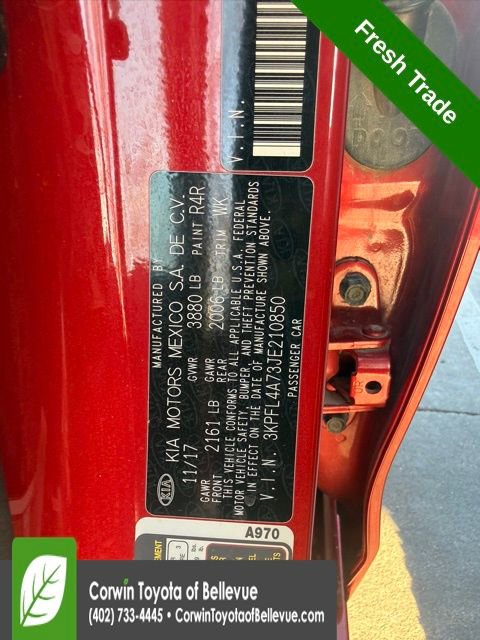 Fresh Trade
V.I.N.
MANUFACTURED BY
KIA
KIA MOTORS MEXICO S.A. DE C.V.
11/17 GVWR 3880 LB PAINT R4R
GAWR FRONT 2161 LB GAWR REAR 2006 LB TRIM WK
THIS VEHICLE CONFORMS TO ALL APPLICABLE U.S.A. FEDERAL
MOTOR VEHICLE SAFETY, BUMPER, AND THEFT PREVENTION STANDARDS
IN EFFECT ON THE DATE OF MANUFACTURE SHOWN ABOVE.
V.I.N. 3KPFL4A73JE210850
PASSENGER CAR
A970
Corwin Toyota of Bellevue
(402) 733-4445 • CorwinToyotaofBellevue.com